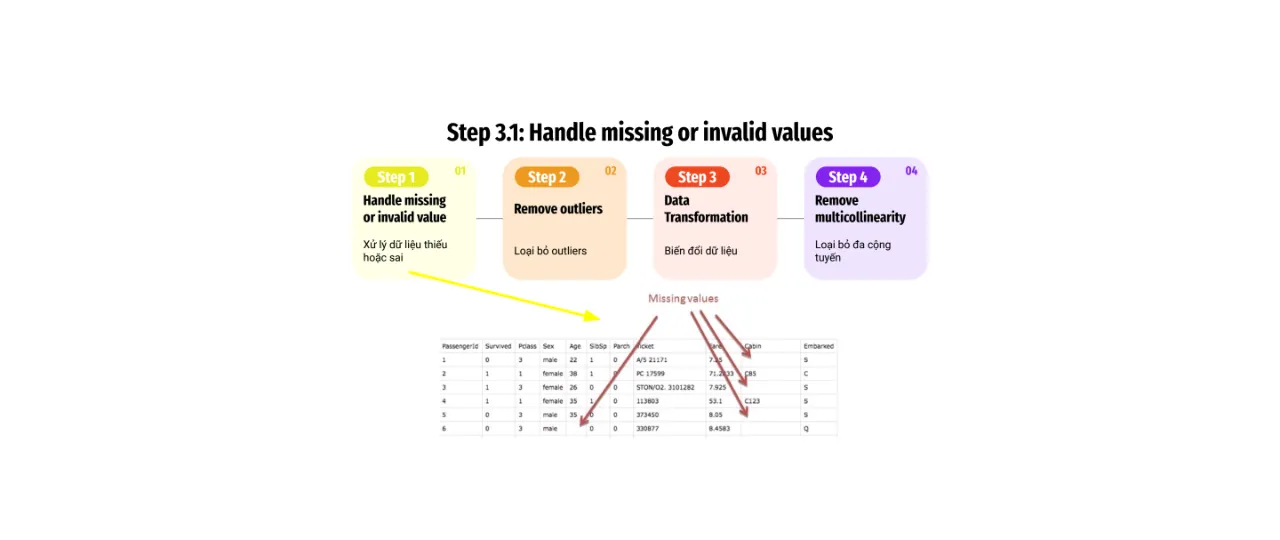 Step 3.1: Handle missing or invalid values
Step 1 01
Handle missing
or invalid value
Xử lý dữ liệu thiếu
hoặc sai
Step 2 02
Remove outliers
Loại bỏ outliers
Step 3 03
Data
Transformation
Biến đổi dữ liệu
Step 4 04
Remove
multicollinearity
Loại bỏ đa cộng
tuyến
Missing values
PassengerId Survived Pclass Sex Age SibSp Parch Ticket Fare Cabin Embarked
1 0 3 male 22 1 0 A/5 21171 7.25 S
2 1 1 female 38 1 0 PC 17599 71.2833 C85 C
3 1 3 female 26 0 0 STON/O2. 3101282 7.925 S
4 1 1 female 35 1 0 113803 53.1 C123 S
5 0 3 male 35 0 0 373450 8.05 S
6 0 3 male 0 0 330877 8.4583 Q